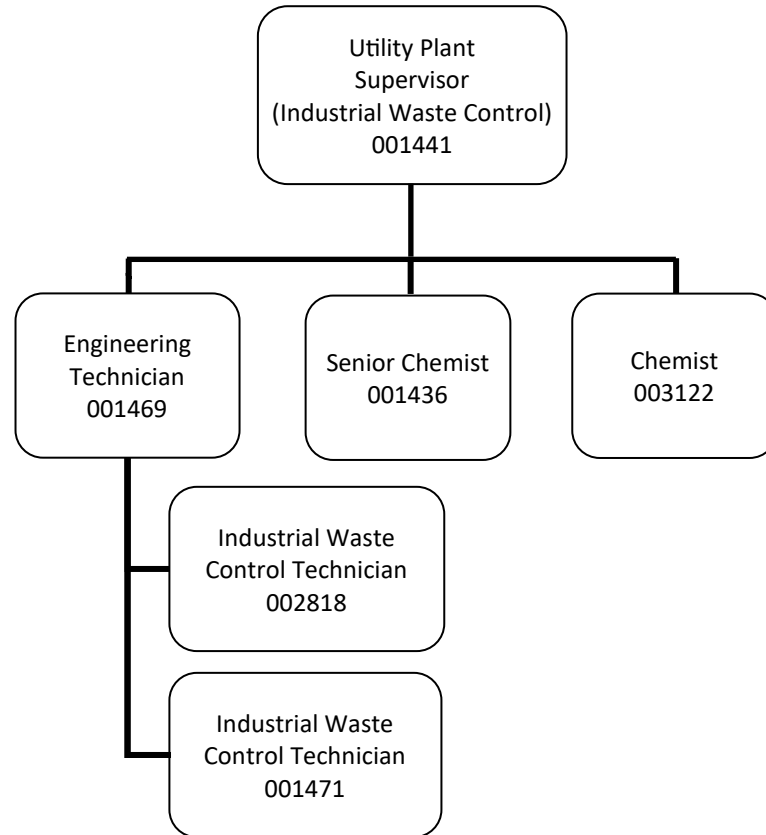 Utility Plant
Supervisor
(Industrial Waste Control)
001441
Engineering
Technician
001469
Senior Chemist
001436
Chemist
003122
Industrial Waste
Control Technician
002818
Industrial Waste
Control Technician
001471